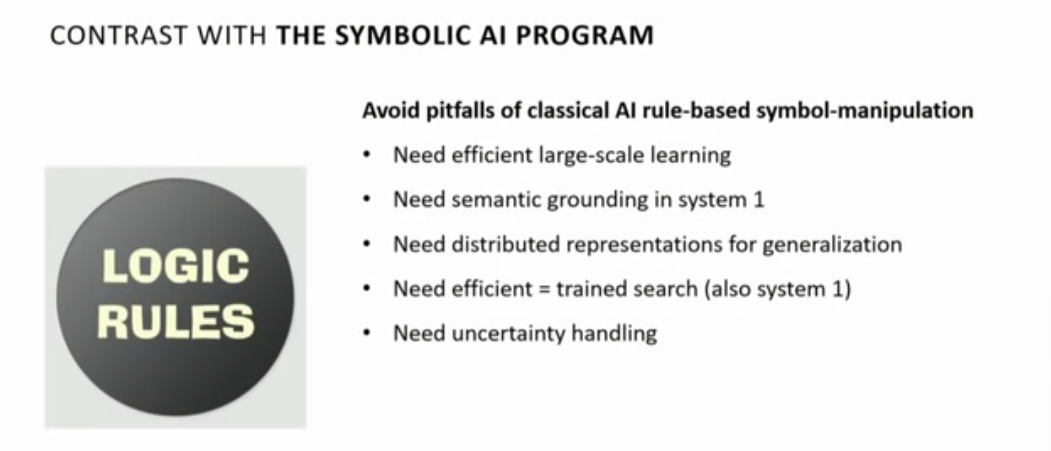 CONTRAST WITH THE SYMBOLIC AI PROGRAM
Avoid pitfalls of classical AI rule-based symbol-manipulation
• Need efficient large-scale learning
• Need semantic grounding in system 1
• Need distributed representations for generalization
• Need efficient = trained search (also system 1)
• Need uncertainty handling
LOGIC
RULES